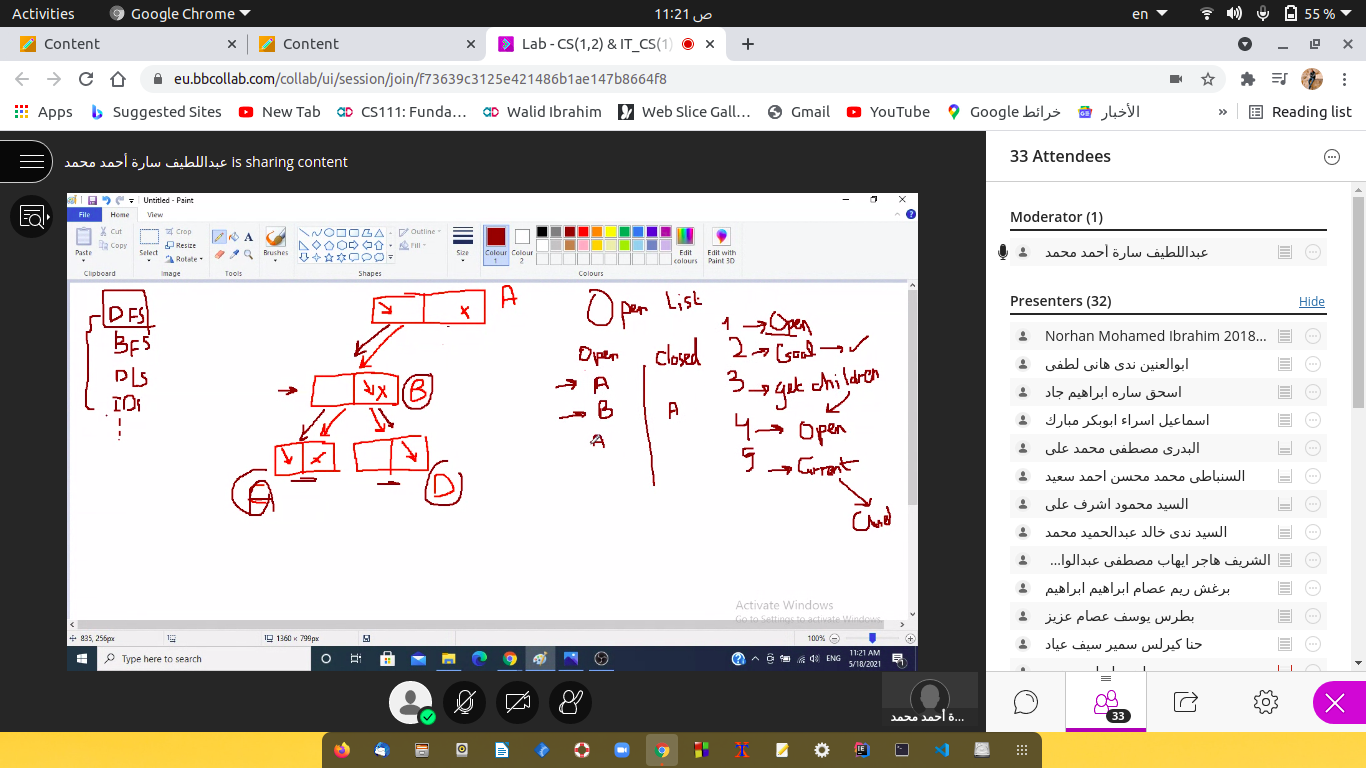 Activities
Google Chrome
11:21 ص
en
55 %
Content
Content
Lab - CS(1,2) & IT_CS(1)
eu.bbcollab.com/collab/ui/session/join/f73639c3125e421486b1ae147b8664f8
Apps
Suggested Sites
New Tab
CS111: Funda...
Walid Ibrahim
Web Slice Gall...
Gmail
YouTube
خرائط Google
الأخبار
»
Reading list
عبداللطيف سارة أحمد محمد is sharing content
Untitled - Paint
File
Home
View
Paste
Cut
Copy
Clipboard
Select
Crop
Resize
Rotate
Image
A
Tools
Brushes
Outline
Fill
Shapes
Size
Colour 1
Colour 2
Edit colours
Colours
Edit with Paint 3D
DFS
BFS
DLS
IDS
A
B
D
Open List
Open
Closed
A
B
A
A
1 → Open
2 → Goal → ✓
3 → get children
4 → Open
5 → Current
Child
Activate Windows
Go to Settings to activate Windows.
835, 256px
1360 × 799px
100%
Type here to search
ENG
11:21 AM
5/18/2021
33 Attendees
Moderator (1)
عبداللطيف سارة أحمد محمد
Presenters (32)
Hide
Norhan Mohamed Ibrahim 2018...
ابوالعنين ندى هانى لطفى
اسحق ساره ابراهيم جاد
اسماعيل اسراء ابوبكر مبارك
البدرى مصطفى محمد على
السنباطى محمد محسن احمد سعيد
السيد محمود اشرف على
السيد ندى خالد عبدالحميد محمد
الشريف هاجر ايهاب مصطفى عبدالوا...
برغش ريم عصام ابراهيم ابراهيم
بطرس يوسف عصام عزيز
حنا كيرلس سمير سيف عياد
...ة أحمد محمد
33